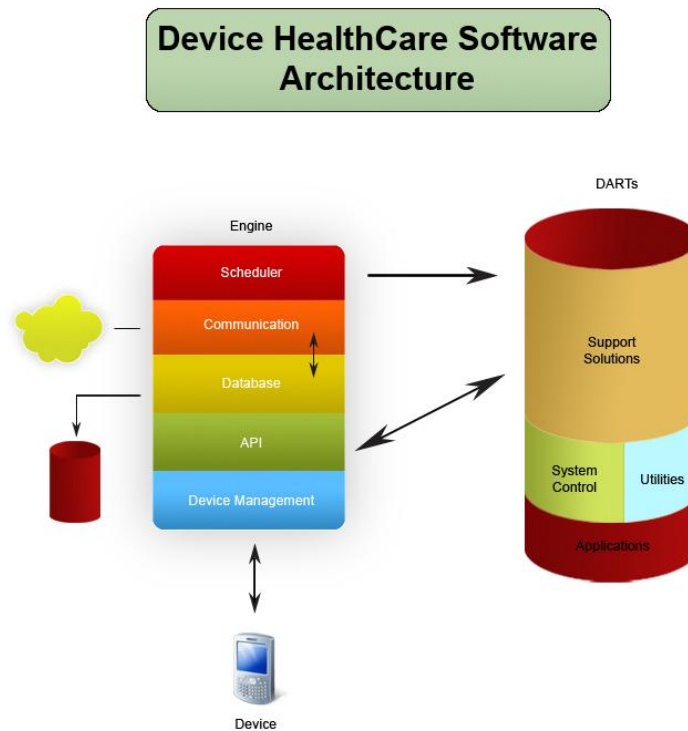 Device HealthCare Software
Architecture
DARTs
Engine
Scheduler
Communication
Database
API
Device Management
Support
Solutions
System
Control
Utilities
Applications
Device